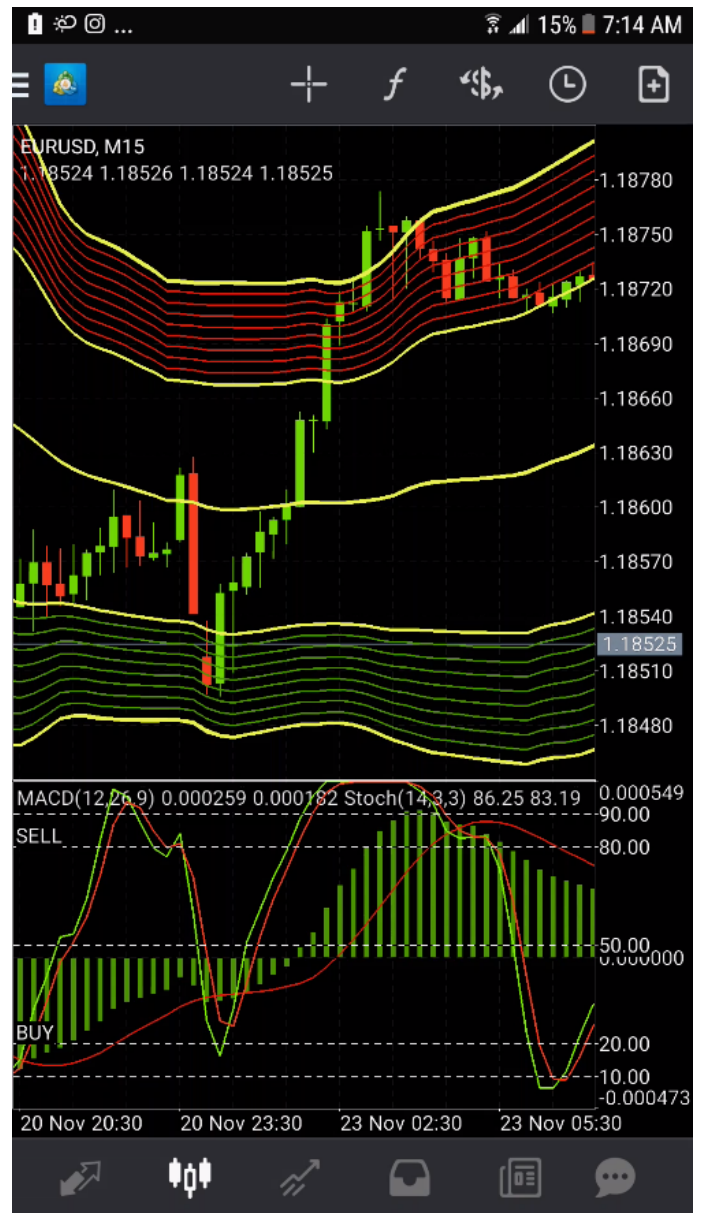 ... 15% 7:14 AM
f $
EURUSD, M15
1.18524 1.18526 1.18524 1.18525
1.18780
1.18750
1.18720
1.18690
1.18660
1.18630
1.18600
1.18570
1.18540
1.18525
1.18510
1.18480
MACD(12,26,9) 0.000259 0.000182 Stoch(14,3,3) 86.25 83.19 0.000549
90.00
SELL
80.00
50.00
0.000000
BUY
20.00
10.00
-0.000473
20 Nov 20:30 20 Nov 23:30 23 Nov 02:30 23 Nov 05:30